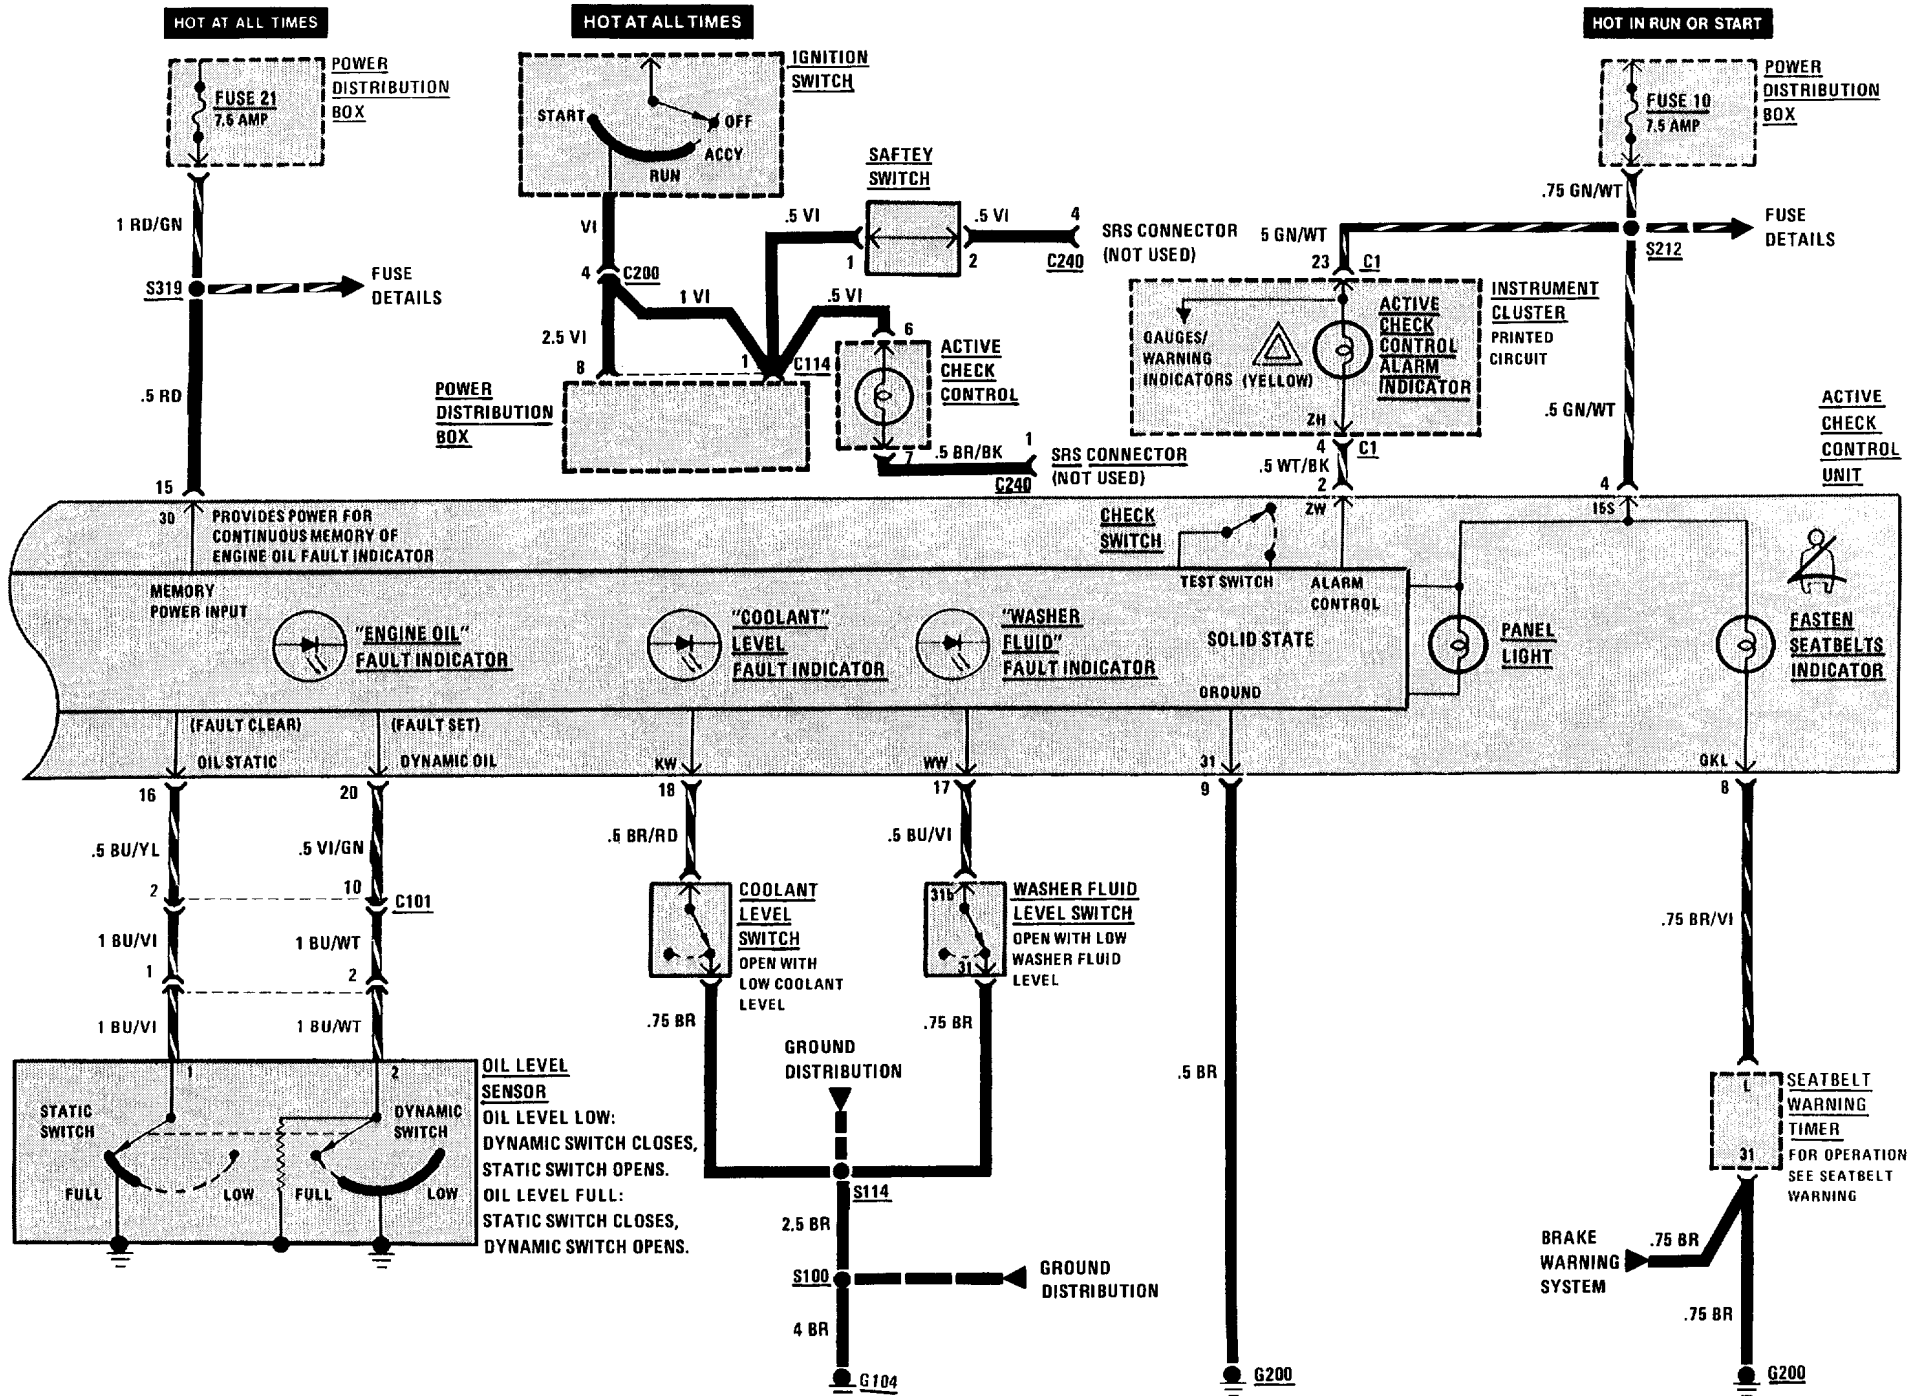 HOT AT ALL TIMES
HOT AT ALL TIMES
HOT IN RUN OR START
POWER
DISTRIBUTION
BOX
FUSE 21
7.5 AMP
IGNITION
SWITCH
START
OFF
ACCY
RUN
POWER
DISTRIBUTION
BOX
FUSE 10
7.5 AMP
1 RD/GN
S319
FUSE
DETAILS
.5 RD
VI
4
C200
1 VI
2.5 VI
8
1
C114
POWER
DISTRIBUTION
BOX
SAFTEY
SWITCH
.5 VI
1
2
.5 VI
4
C240
SRS CONNECTOR
(NOT USED)
.5 VI
6
ACTIVE
CHECK
CONTROL
7
.5 BR/BK
1
C240
SRS CONNECTOR
(NOT USED)
.75 GN/WT
S212
FUSE
DETAILS
5 GN/WT
23
C1
INSTRUMENT
CLUSTER
PRINTED
CIRCUIT
GAUGES/
WARNING
INDICATORS
(YELLOW)
ACTIVE
CHECK
CONTROL
ALARM
INDICATOR
2H
4
C1
.5 WT/BK
2
.5 GN/WT
4
ACTIVE
CHECK
CONTROL
UNIT
15
30
PROVIDES POWER FOR
CONTINUOUS MEMORY OF
ENGINE OIL FAULT INDICATOR
CHECK
SWITCH
ZW
15S
MEMORY
POWER INPUT
TEST SWITCH
ALARM
CONTROL
"ENGINE OIL"
FAULT INDICATOR
"COOLANT"
LEVEL
FAULT INDICATOR
"WASHER
FLUID"
FAULT INDICATOR
SOLID STATE
GROUND
PANEL
LIGHT
FASTEN
SEATBELTS
INDICATOR
(FAULT CLEAR)
OIL STATIC
(FAULT SET)
DYNAMIC OIL
KW
WW
31
GKL
16
20
18
17
9
8
.5 BU/YL
.5 VI/GN
.5 BR/RD
.5 BU/VI
2
10
C101
1 BU/VI
1 BU/WT
1
2
1 BU/VI
1 BU/WT
COOLANT
LEVEL
SWITCH
OPEN WITH
LOW COOLANT
LEVEL
31b
31
WASHER FLUID
LEVEL SWITCH
OPEN WITH LOW
WASHER FLUID
LEVEL
.75 BR/VI
.75 BR
.75 BR
GROUND
DISTRIBUTION
.5 BR
1
2
STATIC
SWITCH
DYNAMIC
SWITCH
FULL
LOW
FULL
LOW
OIL LEVEL
SENSOR
OIL LEVEL LOW:
DYNAMIC SWITCH CLOSES,
STATIC SWITCH OPENS.
OIL LEVEL FULL:
STATIC SWITCH CLOSES,
DYNAMIC SWITCH OPENS.
S114
2.5 BR
S100
GROUND
DISTRIBUTION
4 BR
G104
G200
L
31
SEATBELT
WARNING
TIMER
FOR OPERATION
SEE SEATBELT
WARNING
BRAKE
WARNING
SYSTEM
.75 BR
.75 BR
G200